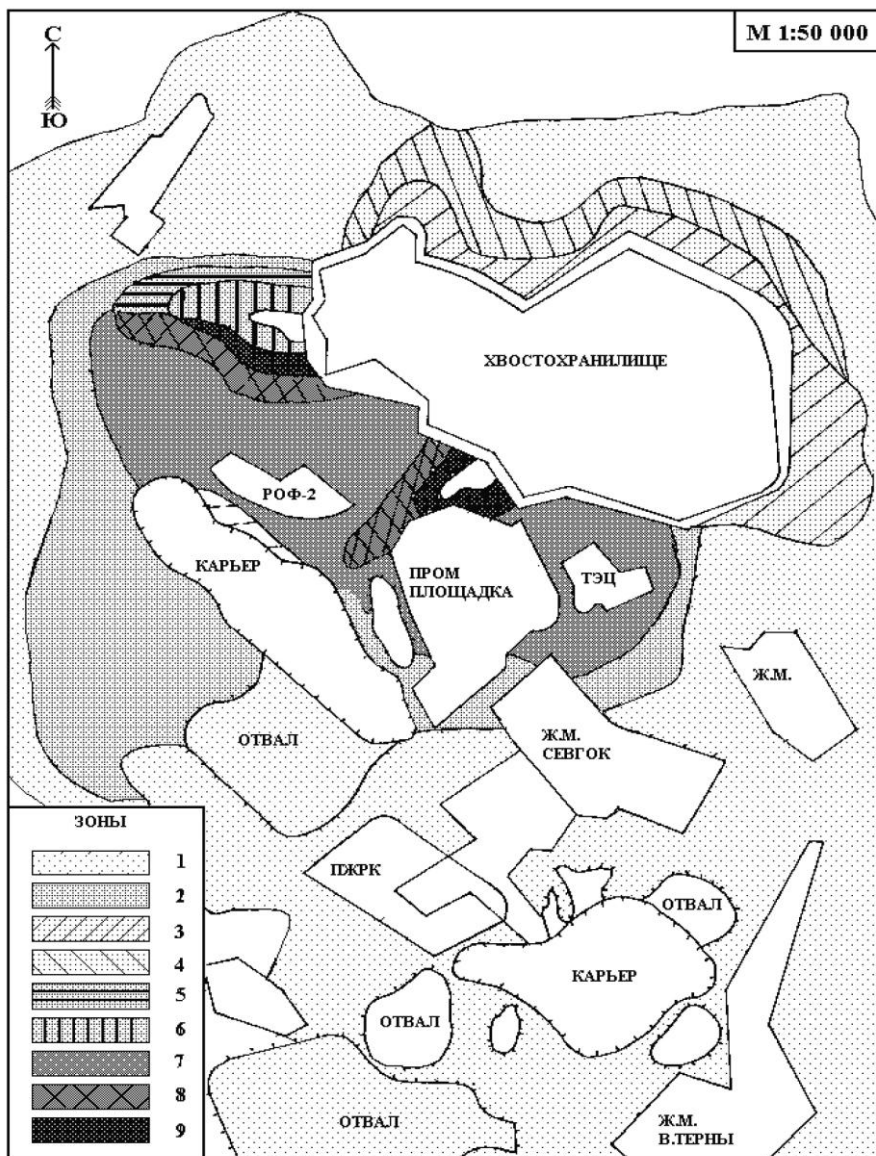 М 1:50 000
С
Ю
ХВОСТОХРАНИЛИЩЕ
РОФ-2
КАРЬЕР
ПРОМ
ПЛОЩАДКА
ТЭЦ
Ж.М.
ОТВАЛ
Ж.М.
СЕВГОК
ПЖРК
ОТВАЛ
КАРЬЕР
ОТВАЛ
ОТВАЛ
Ж.М.
В.ТЕРНЫ
ЗОНЫ
1
2
3
4
5
6
7
8
9